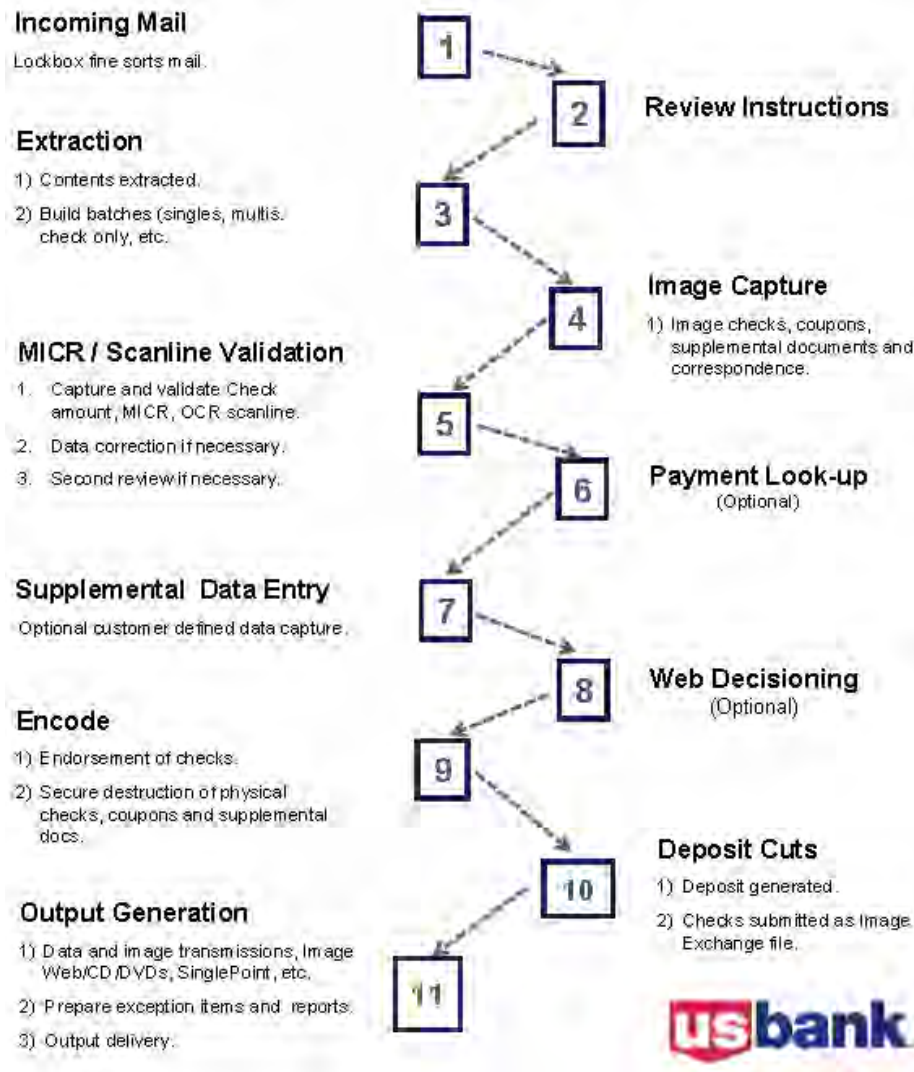 Incoming Mail
Lockbox fine sorts mail.
1
2
Review Instructions
Extraction
1) Contents extracted.
2) Build batches (singles, multis.
check only, etc.
3
4
Image Capture
1) Image checks, coupons,
supplemental documents and
correspondence.
MICR / Scanline Validation
1. Capture and validate Check
amount, MICR, OCR scanline.
2. Data correction if necessary.
3. Second review if necessary.
5
6
Payment Look-up
(Optional)
Supplemental Data Entry
Optional customer defined data capture.
7
8
Web Decisioning
(Optional)
Encode
1) Endorsement of checks.
2) Secure destruction of physical
checks, coupons and supplemental
docs.
9
10
Deposit Cuts
1) Deposit generated.
2) Checks submitted as Image
Exchange file.
Output Generation
1) Data and image transmissions, Image
Web/CD/DVDs, SinglePoint, etc.
2) Prepare exception items and reports.
3) Output delivery.
11
usbank